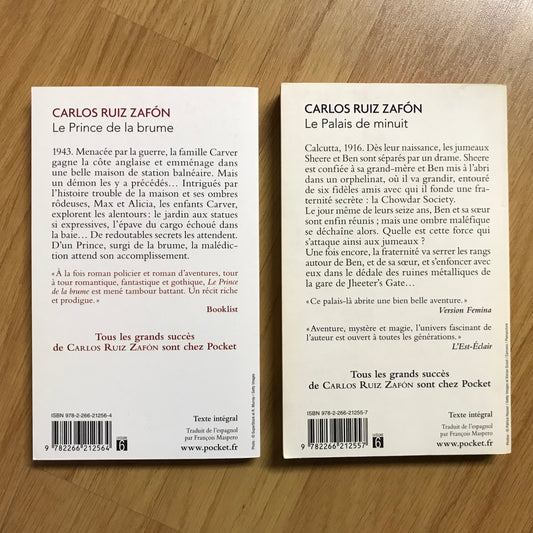 CARLOS RUIZ ZAFÓN
Le Prince de la brume
1943. Menacée par la guerre, la famille Carver
gagne la côte anglaise et emménage dans
une belle maison de station balnéaire. Mais
un démon les y a précédés… Intrigués par
l'histoire trouble de la maison et ses ombres
rôdeuses, Max et Alicia, les enfants Carver,
explorent les alentours : le jardin aux statues
si expressives, l'épave du cargo échoué dans
la baie… De redoutables secrets les attendent.
D'un Prince, surgi de la brume, la malédic-
tion attend son accomplissement.
« À la fois roman policier et roman d'aventures, tour
à tour romantique, fantastique et gothique, Le Prince
de la brume est mené tambour battant. Un récit riche
et prodigue. »
Booklist
Tous les grands succès
de CARLOS RUIZ ZAFÓN sont chez Pocket
ISBN 978-2-266-21256-4
9 782266 212564
Texte intégral
Traduit de l'espagnol
par François Maspero
www.pocket.fr
CARLOS RUIZ ZAFÓN
Le Palais de minuit
Calcutta, 1916. Dès leur naissance, les jumeaux
Sheere et Ben sont séparés par un drame. Sheere
est confiée à sa grand-mère et Ben mis à l'abri
dans un orphelinat, où il va grandir, entouré
de six fidèles amis avec qui il fonde une fra-
ternité secrète : la Chowdar Society.
Le jour même de leurs seize ans, Ben et sa sœur
sont enfin réunis ; mais une ombre maléfique
se déchaîne alors. Quelle est cette force qui
s'attaque ainsi aux jumeaux ?
Une fois encore, la fraternité va serrer les rangs
autour de Ben, et de sa sœur, et s'enfoncer avec
eux dans le dédale des ruines métalliques de
la gare de Jheeter's Gate…
« Ce palais-là abrite une bien belle aventure. »
Version Femina
« Aventure, mystère et magie, l'univers fascinant de
l'auteur est ouvert à toutes les générations. »
L'Est-Éclair
Tous les grands succès
de CARLOS RUIZ ZAFÓN sont chez Pocket
ISBN 978-2-266-21255-7
9 782266 212557
Texte intégral
Traduit de l'espagnol
par François Maspero
www.pocket.fr